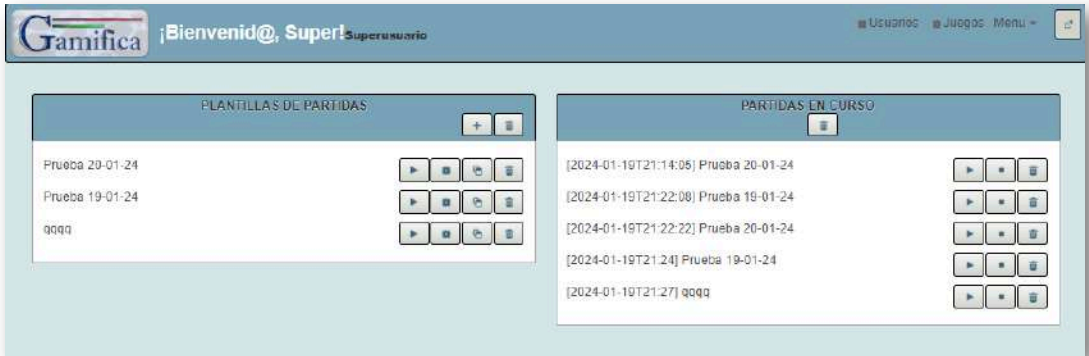 Gamifica
¡Bienvenid@, Super! Superusuario
Usuarios Juegos Menu
PLANTILLAS DE PARTIDAS
Prueba 20-01-24
Prueba 19-01-24
qqqq
PARTIDAS EN CURSO
[2024-01-19T21:14:05] Prueba 20-01-24
[2024-01-19T21:22:08] Prueba 19-01-24
[2024-01-19T21:22:22] Prueba 20-01-24
[2024-01-19T21:24] Prueba 19-01-24
[2024-01-19T21:27] qqqq